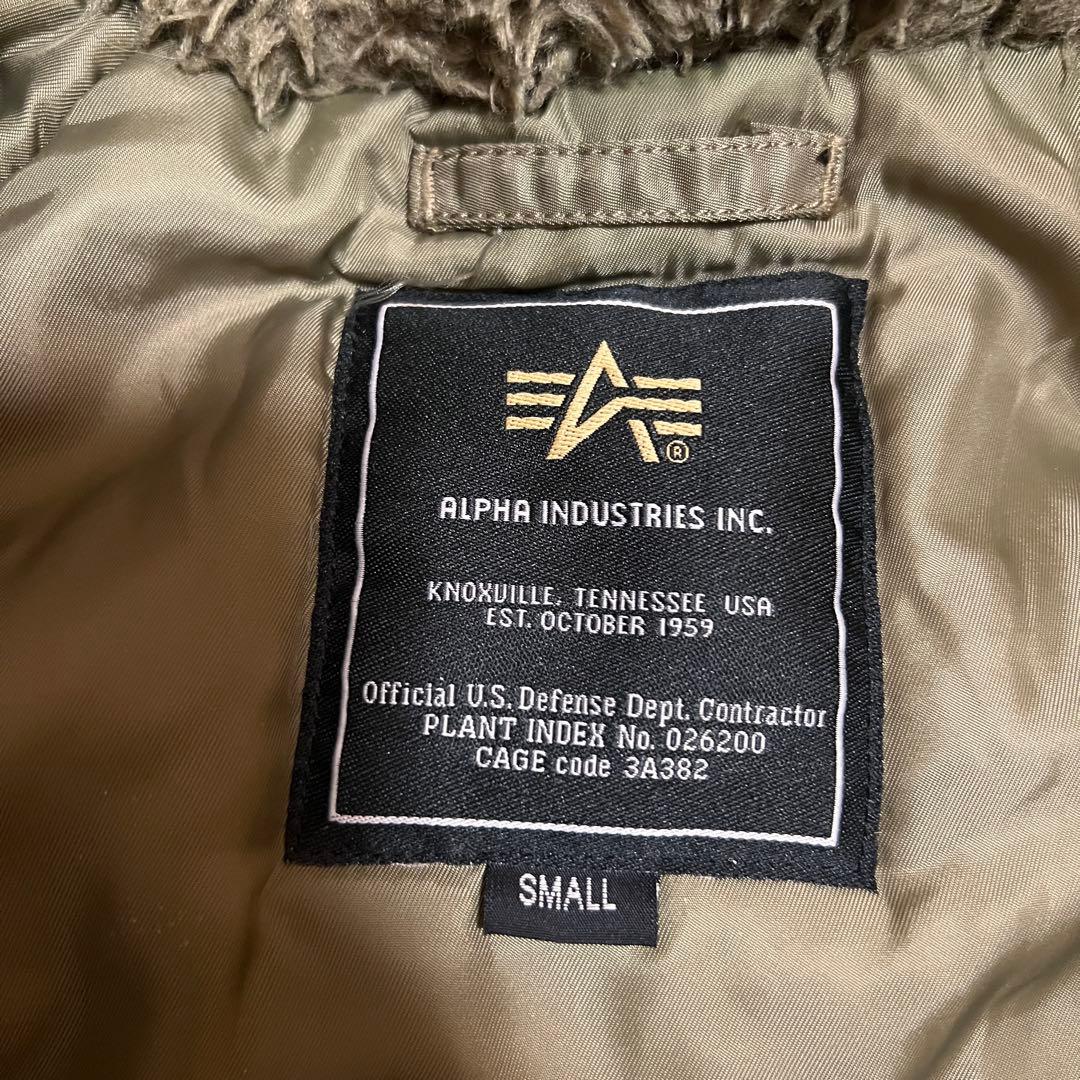 ®
ALPHA INDUSTRIES INC.
KNOXVILLE, TENNESSEE USA
EST. OCTOBER 1959
Official U.S. Defense Dept. Contractor
PLANT INDEX No. 026200
CAGE code 3A382
SMALL